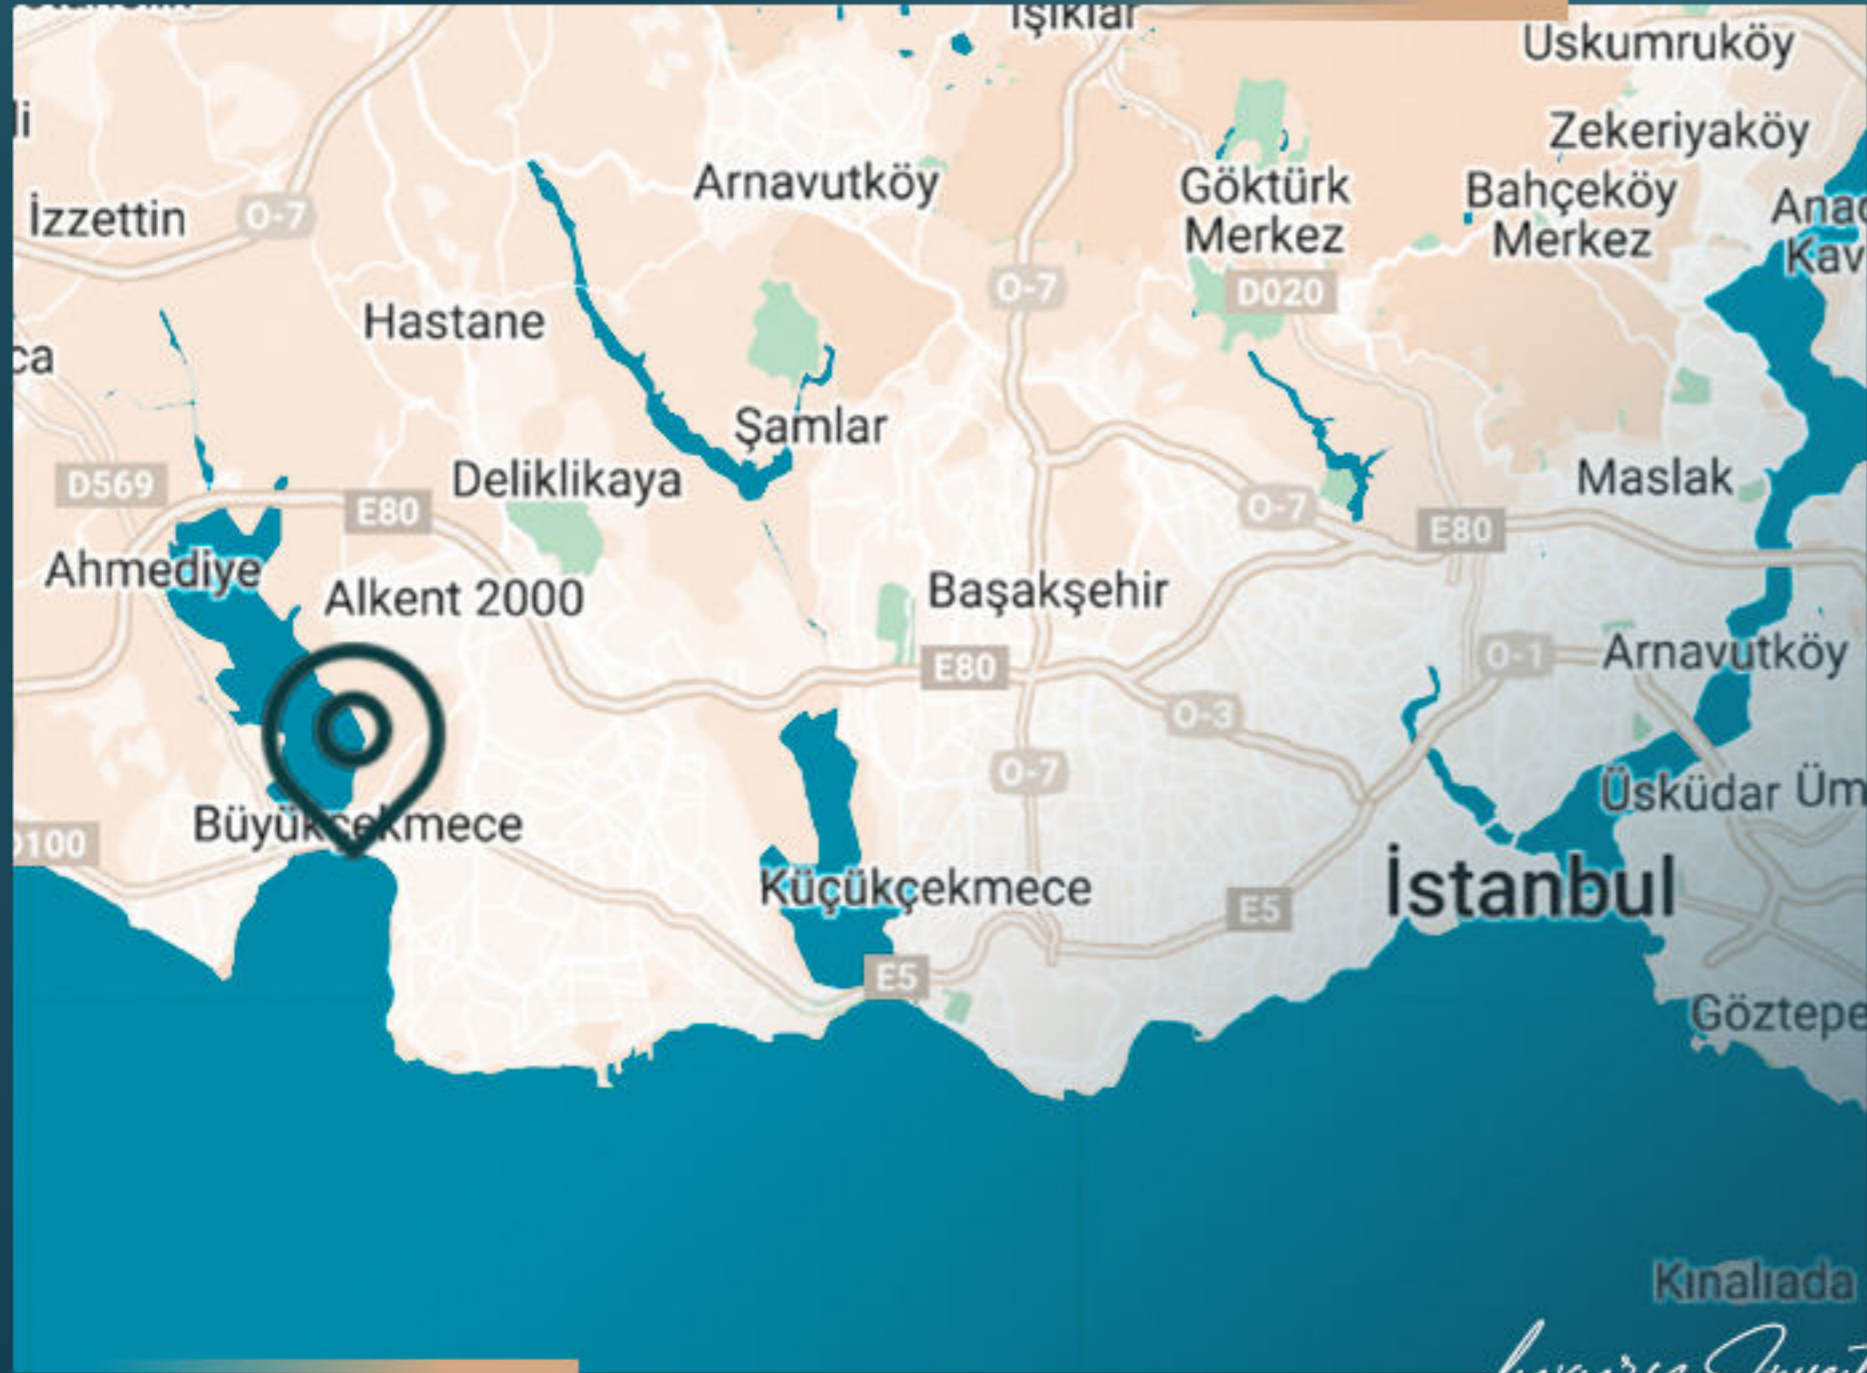 Işıklar
Uskumruköy
Zekeriyaköy
İzzettin
O-7
Arnavutköy
Göktürk
Merkez
Bahçeköy
Merkez
O-7
D020
Hastane
Şamlar
D569
E80
Deliklikaya
O-7
E80
Maslak
Ahmediye
Alkent 2000
Başakşehir
E80
O-1
Arnavutköy
O-3
O-7
Büyükçekmece
Üsküdar
Küçükçekmece
E5
İstanbul
E5
Göztepe
Kınalıada